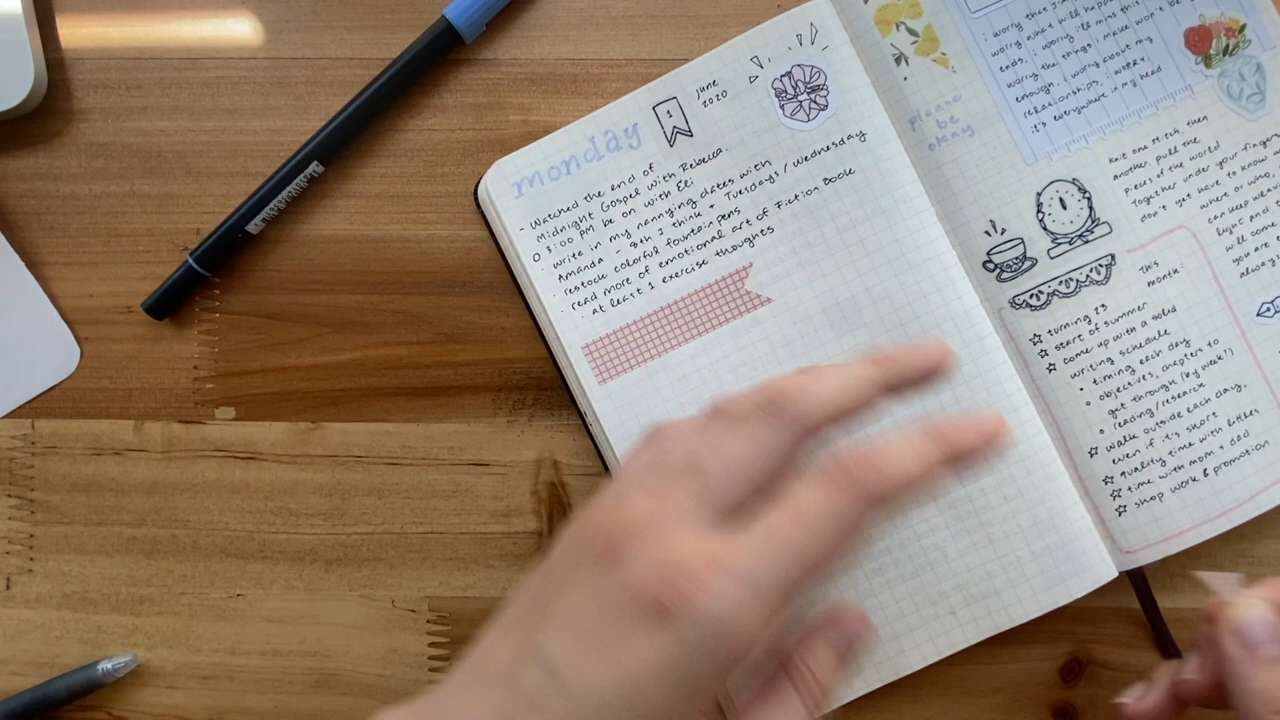 monday
1
June
2020
- Watched the end of
Midnight Gospel with Rebecca.
O 3:00 PM be on with Eli
· write in my nannying dates with
Amanda - 8th I think + Tuesdays / Wednesday
· restock colorful fountain pens
· read more of emotional art of Fiction Book
· at least 1 exercise thoughts
please
be
okay
i worry that i'm
worry what will happ
ends, i worry i'll miss this
worry the things i make won't be
enough, i worry about my
relationships, i worry,
it's everywhere in my head.
Knit one stitch, then
another, pull the
pieces of the world
together under your finger
don't get have to know
where or who,
can keep
light and
will come
you are
always
This
month:
☆ turning 23
☆ start of summer
☆ come up with a solid
writing schedule
• timing each day
o objectives, chapters to
get through (by week?)
o reading/research
☆ walk outside each day,
even if it's short
☆ quality time with littles
☆ time with mom + dad
☆ shop work & promotion